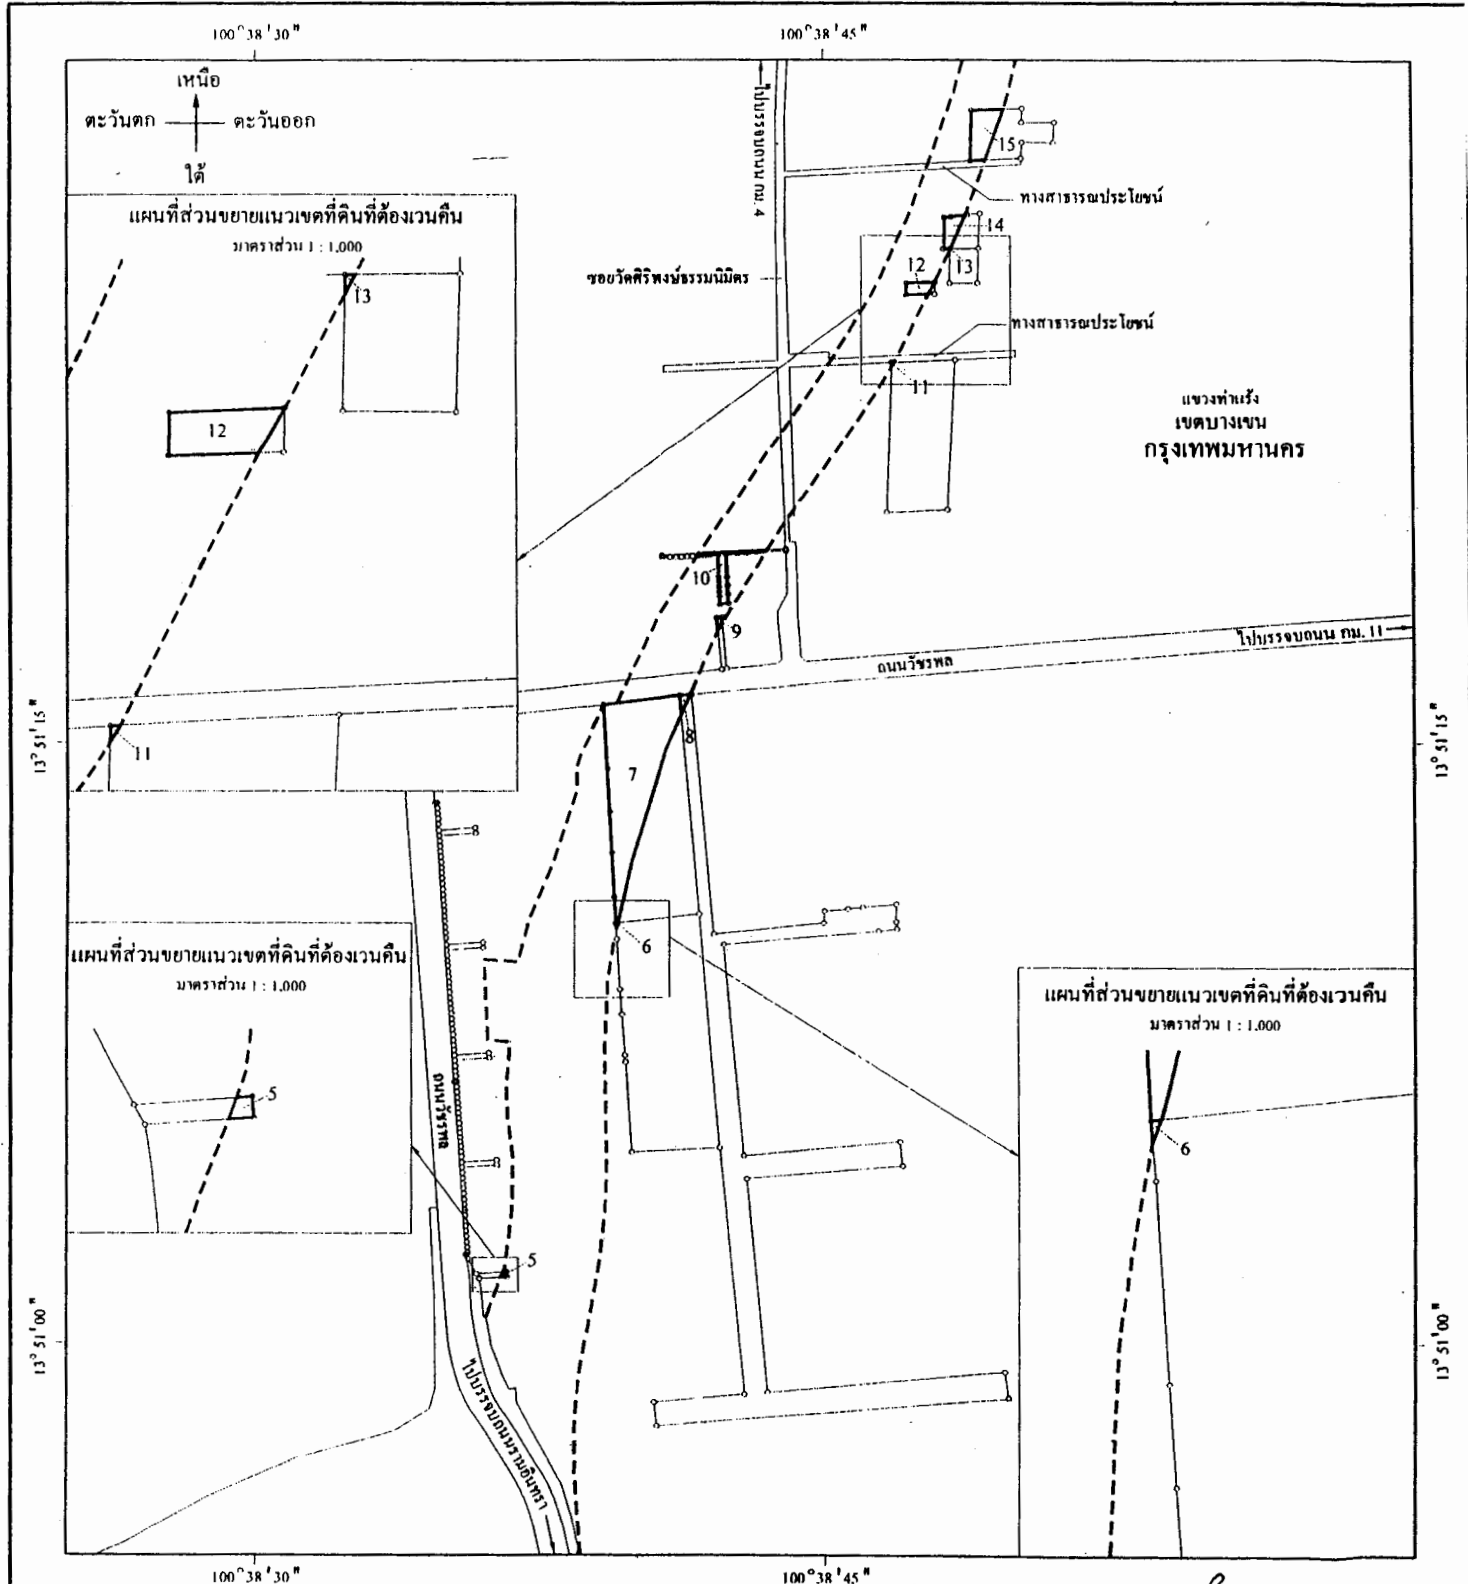 100°38'30"
100°38'45"
เหนือ
ตะวันตก
ตะวันออก
ใต้
ไปบรรจบถนน กม. 4
15
ทางสาธารณประโยชน์
14
13
12
ซอยวัดศิริพงษ์ธรรมนิมิตร
ทางสาธารณประโยชน์
11
แขวงท่าแร้ง
เขตบางเขน
กรุงเทพมหานคร
แผนที่ส่วนขยายแนวเขตที่ดินที่ต้องเวนคืน
มาตราส่วน 1 : 1,000
13
12
11
10
9
ถนนวัชรพล
ไปบรรจบถนน กม. 11
13°51'15"
13°51'15"
8
7
6
แผนที่ส่วนขยายแนวเขตที่ดินที่ต้องเวนคืน
มาตราส่วน 1 : 1,000
5
ถนนวัชรพล
5
แผนที่ส่วนขยายแนวเขตที่ดินที่ต้องเวนคืน
มาตราส่วน 1 : 1,000
6
13°51'00"
13°51'00"
ไปบรรจบถนนรามอินทรา
100°38'30"
100°38'45"